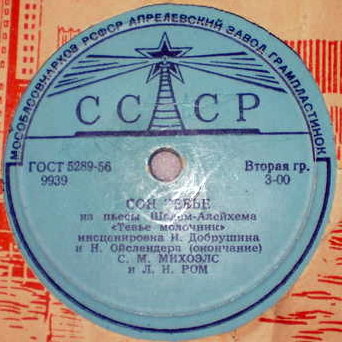 МОСОБЛСОВНАРХОЗ РСФСР АПРЕЛЕВСКИЙ ЗАВОД ГРАМПЛАСТИНОК
СССР
ГОСТ 5289-56
9939
Вторая гр.
3-00
СОН ТЕВЬЕ
из пьесы Шолом-Алейхема
«Тевье молочник»
инсценировка И. Добрушина
и Н. Ойслендера (окончание)
С. М. МИХОЭЛС
и Л. И. РОМ